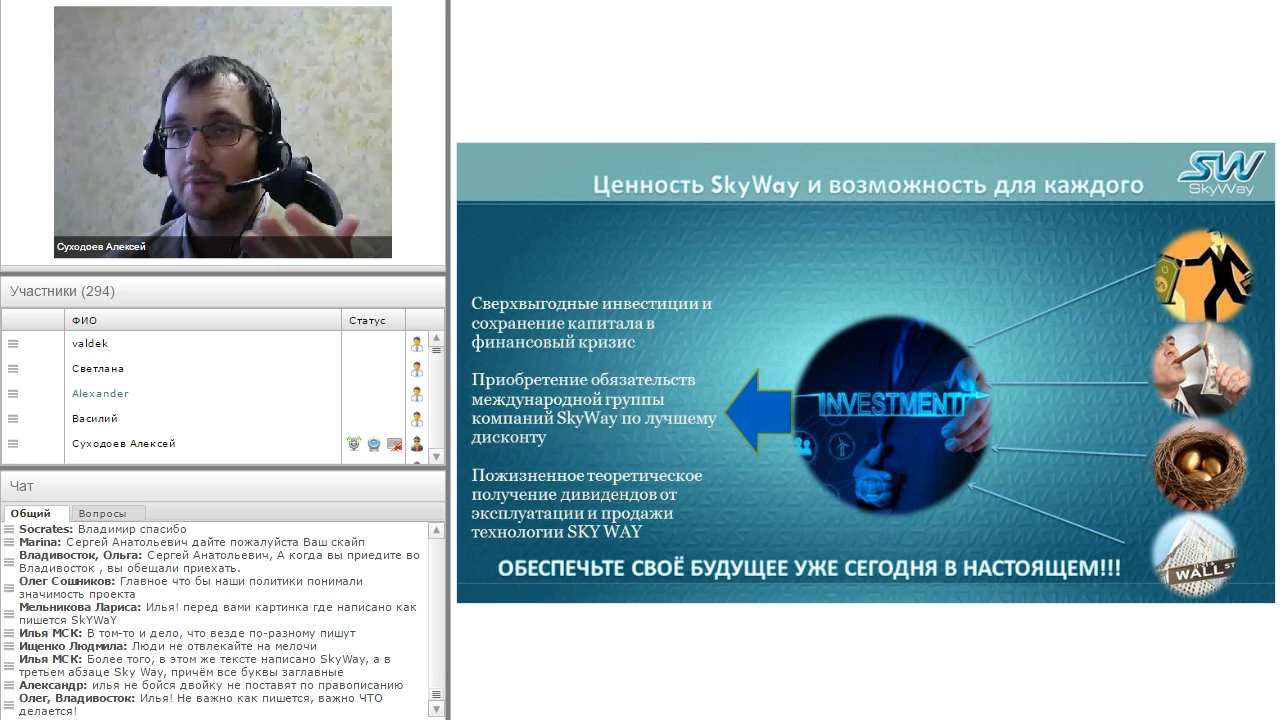 Суходоев Алексей
Участники (294)
ФИО
Статус
valdek
Светлана
Alexander
Василий
Суходоев Алексей
Чат
Общий
Вопросы
Socrates: Владимир спасибо
Marina: Сергей Анатольевич дайте пожалуйста Ваш скайп
Владивосток, Ольга: Сергей Анатольевич, А когда вы приедите во
Владивосток , вы обещали приехать.
Олег Сошников: Главное что бы наши политики понимали
значимость проекта
Мельникова Лариса: Илья! перед вами картинка где написано как
пишется SkYWaY
Илья МСК: В том-то и дело, что везде по-разному пишут
Ищенко Людмила: Люди не отвлекайте на мелочи
Илья МСК: Более того, в этом же тексте написано SkyWay, а в
третьем абзаце Sky Way, причём все буквы заглавные
Александр: илья не бойся двойку не поставят по правописанию
Олег, Владивосток: Илья! Не важно как пишется, важно ЧТО
делается!
Ценность SkyWay и возможность для каждого
SW
SkyWay
Сверхвыгодные инвестиции и
сохранение капитала в
финансовый кризис
Приобретение обязательств
международной группы
компаний SkyWay по лучшему
дисконту
Пожизненное теоретическое
получение дивидендов от
эксплуатации и продажи
технологии SKY WAY
INVESTMENT
WALL ST
ОБЕСПЕЧЬТЕ СВОЁ БУДУЩЕЕ УЖЕ СЕГОДНЯ В НАСТОЯЩЕМ!!!